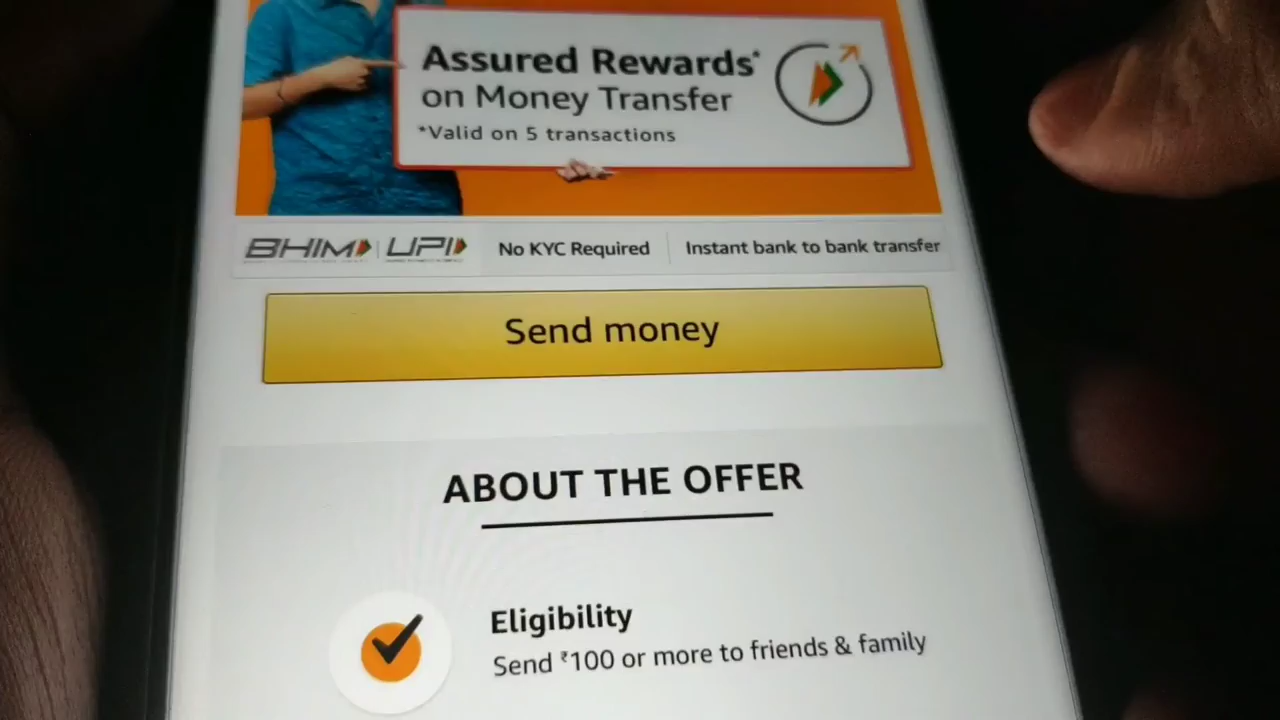 Assured Rewards*
on Money Transfer
*Valid on 5 transactions
BHIM | UPI No KYC Required Instant bank to bank transfer
Send money
ABOUT THE OFFER
Eligibility
Send ₹100 or more to friends & family